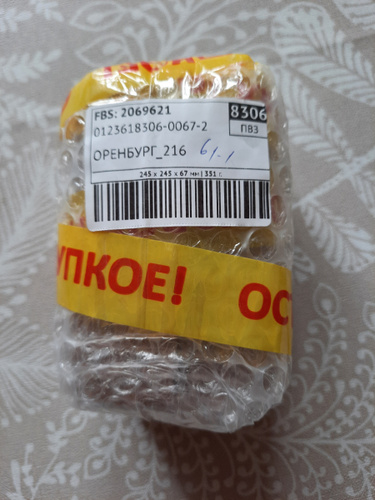 FBS: 2069621
8306
0123618306-0067-2
ПВЗ
ОРЕНБУРГ_216
245 x 245 x 67 мм | 351 г.
УПКОЕ!
ОС